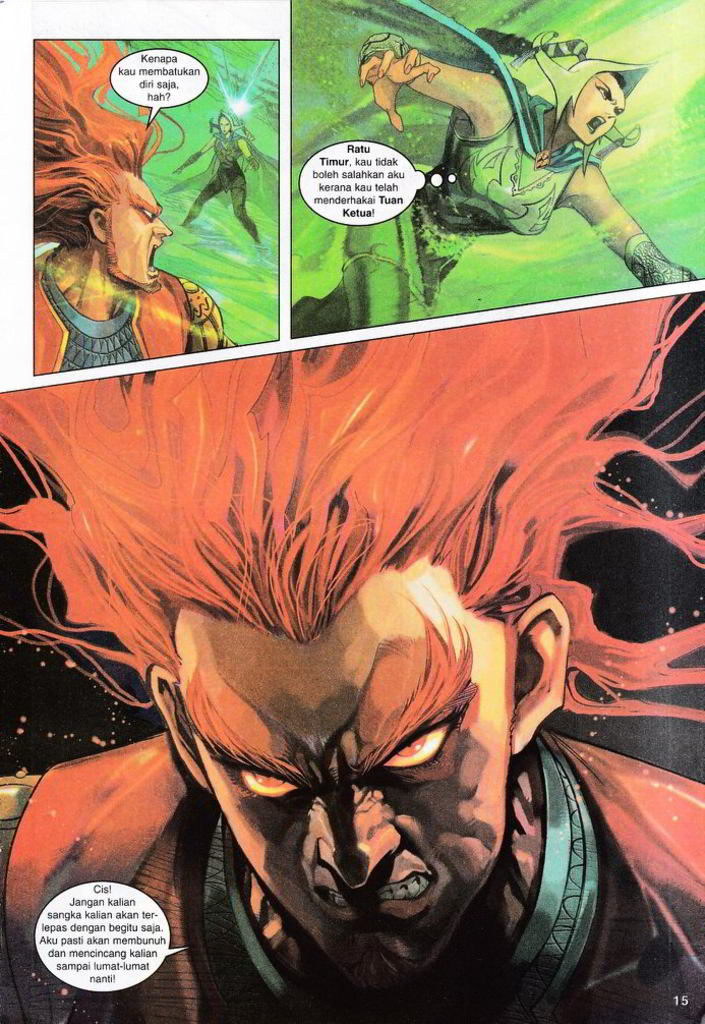 Kenapa
kau membatukan
diri saja,
hah?
Ratu
Timur, kau tidak
boleh salahkan aku
kerana kau telah
menderhakai Tuan
Ketua!
Cis!
Jangan kalian
sangka kalian akan ter-
lepas dengan begitu saja.
Aku pasti akan membunuh
dan mencincang kalian
sampai lumat-lumat
nanti!
15